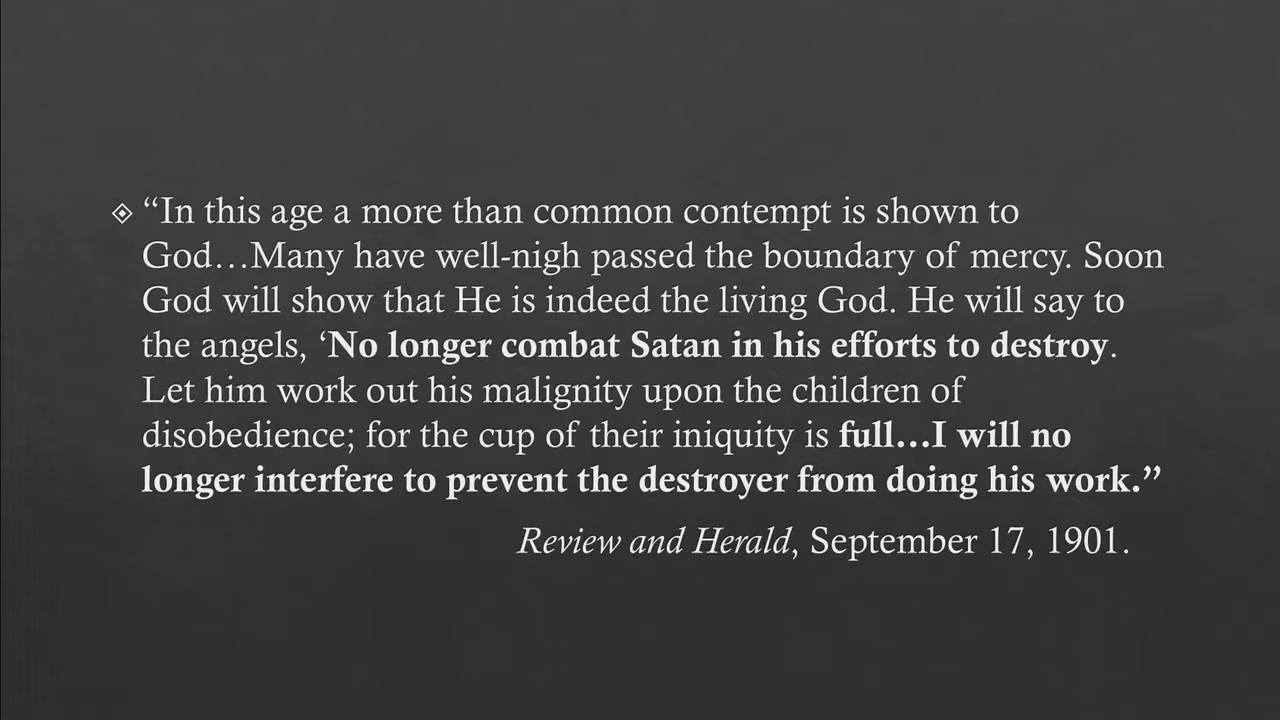 “In this age a more than common contempt is shown to
God…Many have well-nigh passed the boundary of mercy. Soon
God will show that He is indeed the living God. He will say to
the angels, ‘No longer combat Satan in his efforts to destroy.
Let him work out his malignity upon the children of
disobedience; for the cup of their iniquity is full…I will no
longer interfere to prevent the destroyer from doing his work.”
Review and Herald, September 17, 1901.